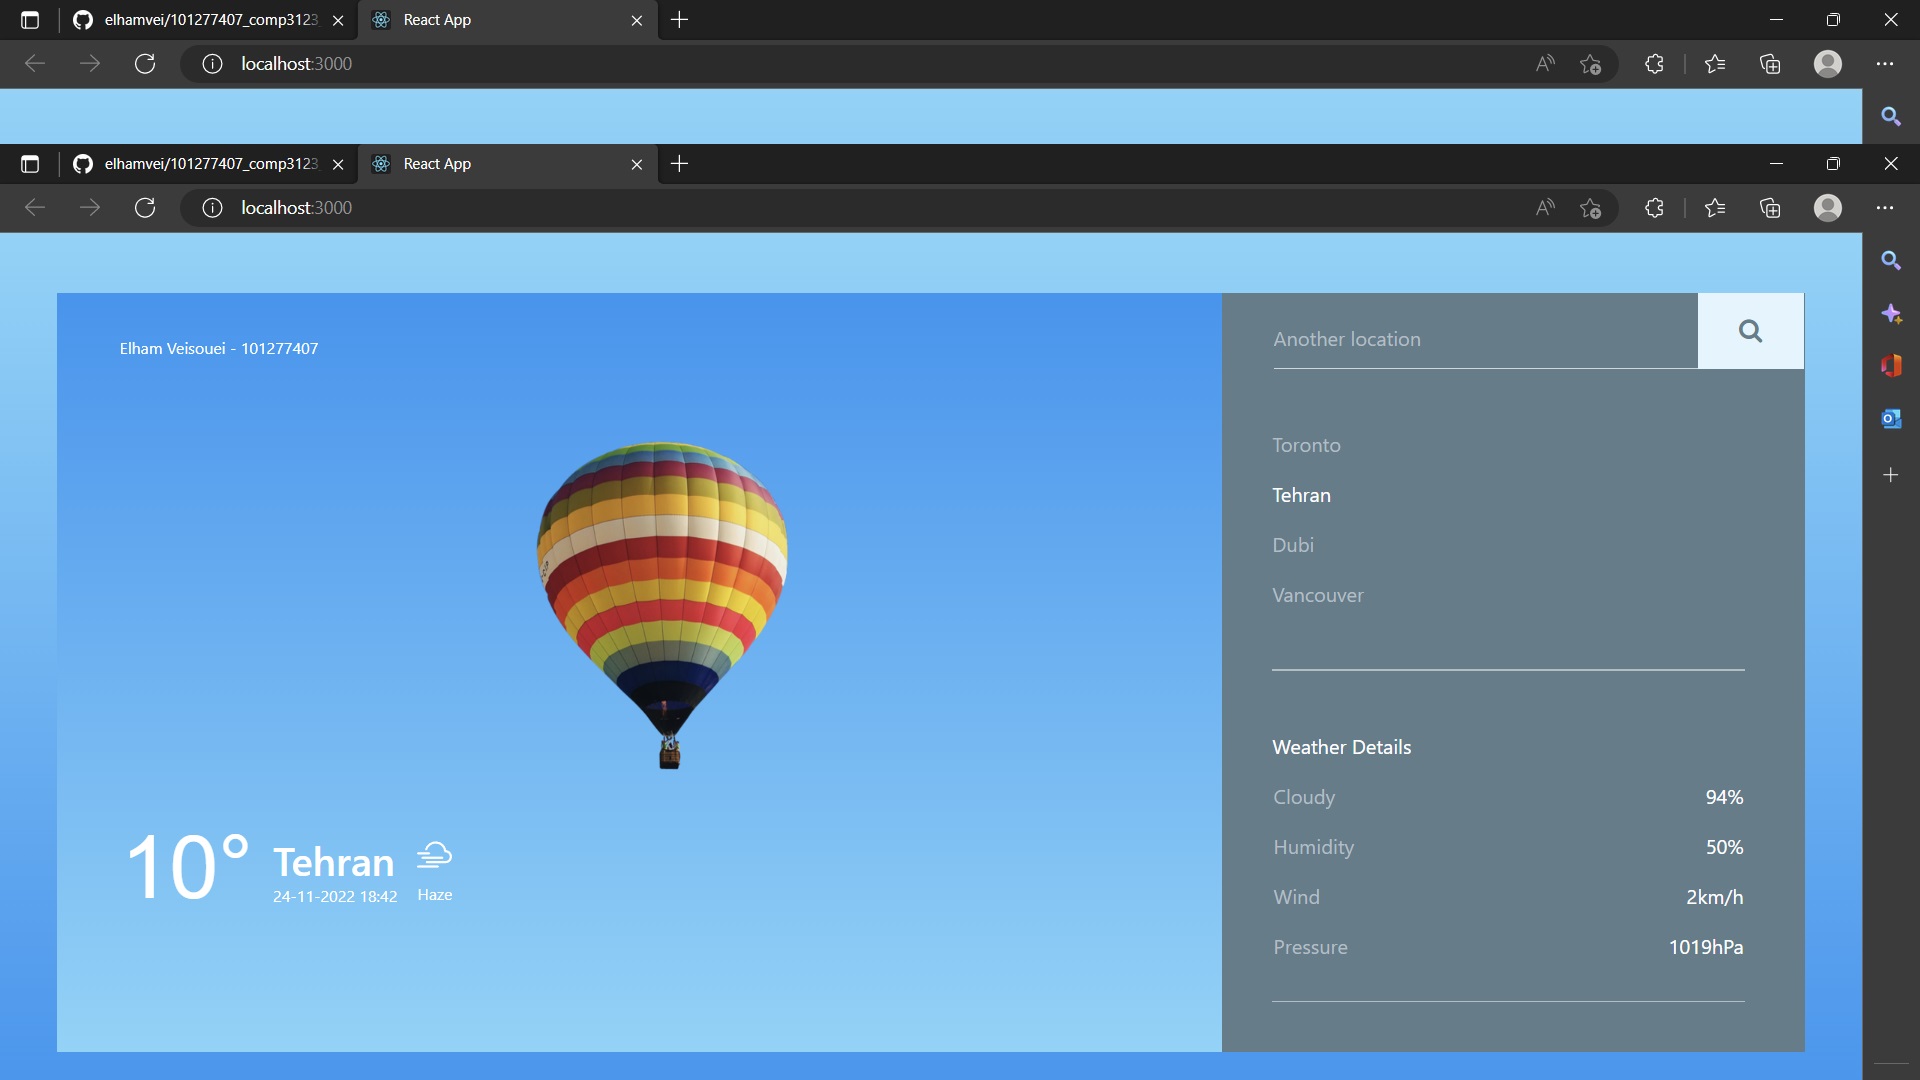 elhamvei/101277407_comp3123
React App
localhost:3000
elhamvei/101277407_comp3123
React App
localhost:3000
Elham Veisouei - 101277407
Another location
Toronto
Tehran
Dubi
Vancouver
Weather Details
Cloudy 94%
Humidity 50%
Wind 2km/h
Pressure 1019hPa
10° Tehran
24-11-2022 18:42 Haze